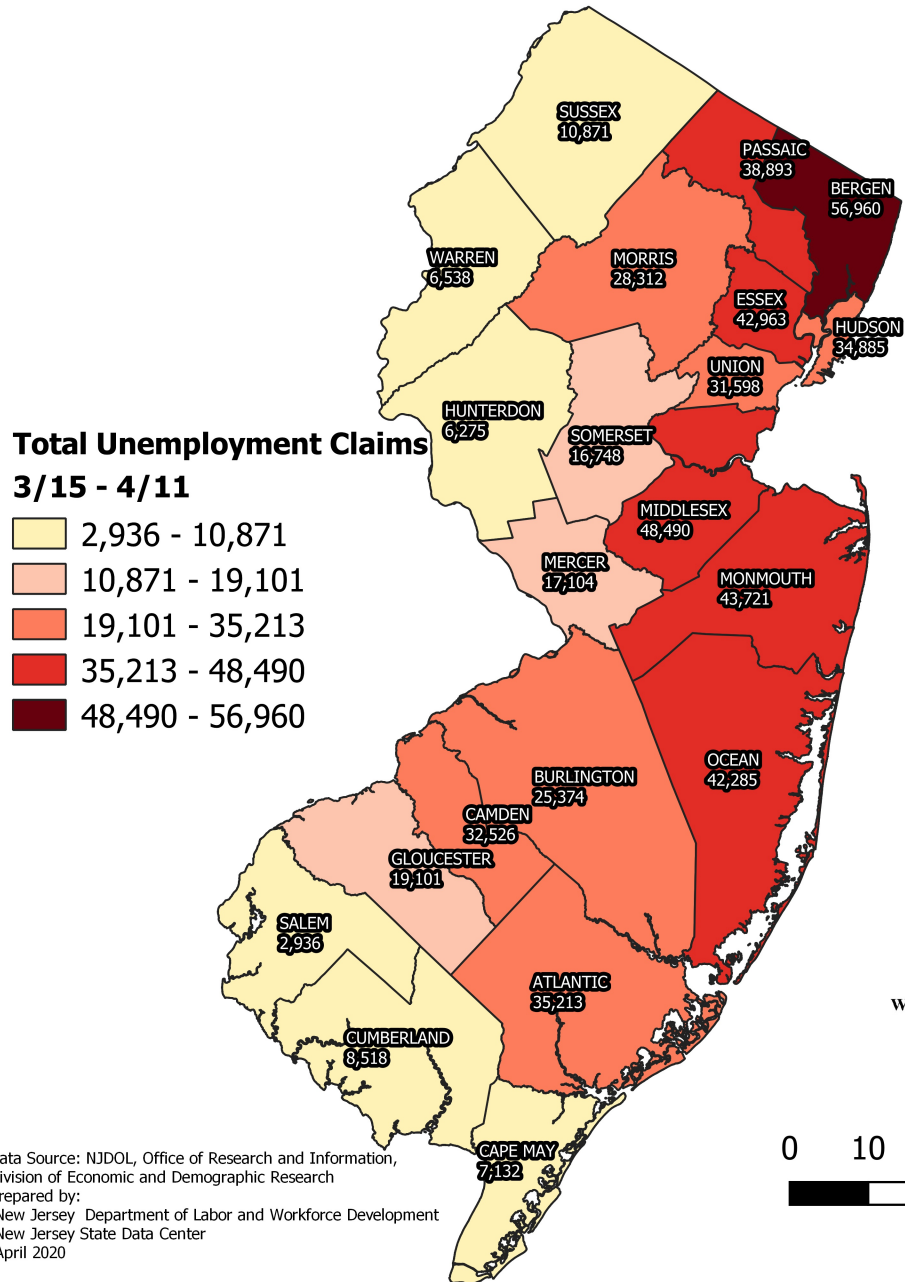 SUSSEX
10,871
PASSAIC
38,893
BERGEN
56,960
WARREN
6,538
MORRIS
28,312
ESSEX
42,963
HUDSON
34,885
UNION
31,598
HUNTERDON
6,275
SOMERSET
16,748
Total Unemployment Claims
3/15 - 4/11
2,936 - 10,871
10,871 - 19,101
19,101 - 35,213
35,213 - 48,490
48,490 - 56,960
MIDDLESEX
48,490
MERCER
17,104
MONMOUTH
43,721
OCEAN
42,285
BURLINGTON
25,374
CAMDEN
32,526
GLOUCESTER
19,101
SALEM
2,936
ATLANTIC
35,213
W
CUMBERLAND
8,518
CAPE MAY
7,132
0 10
ata Source: NJDOL, Office of Research and Information,
ivision of Economic and Demographic Research
repared by:
New Jersey Department of Labor and Workforce Development
New Jersey State Data Center
April 2020